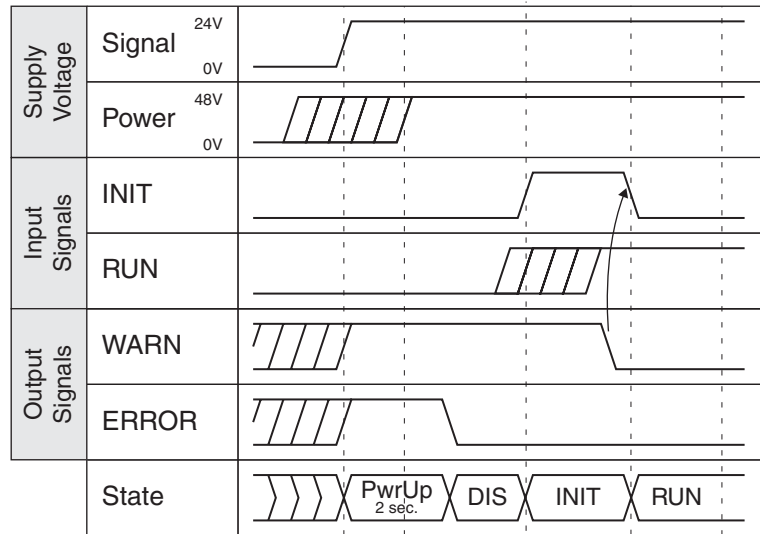 Supply
Voltage
Signal
24V
0V
Power
48V
0V
Input
Signals
INIT
RUN
Output
Signals
WARN
ERROR
State
PwrUp
2 sec.
DIS
INIT
RUN